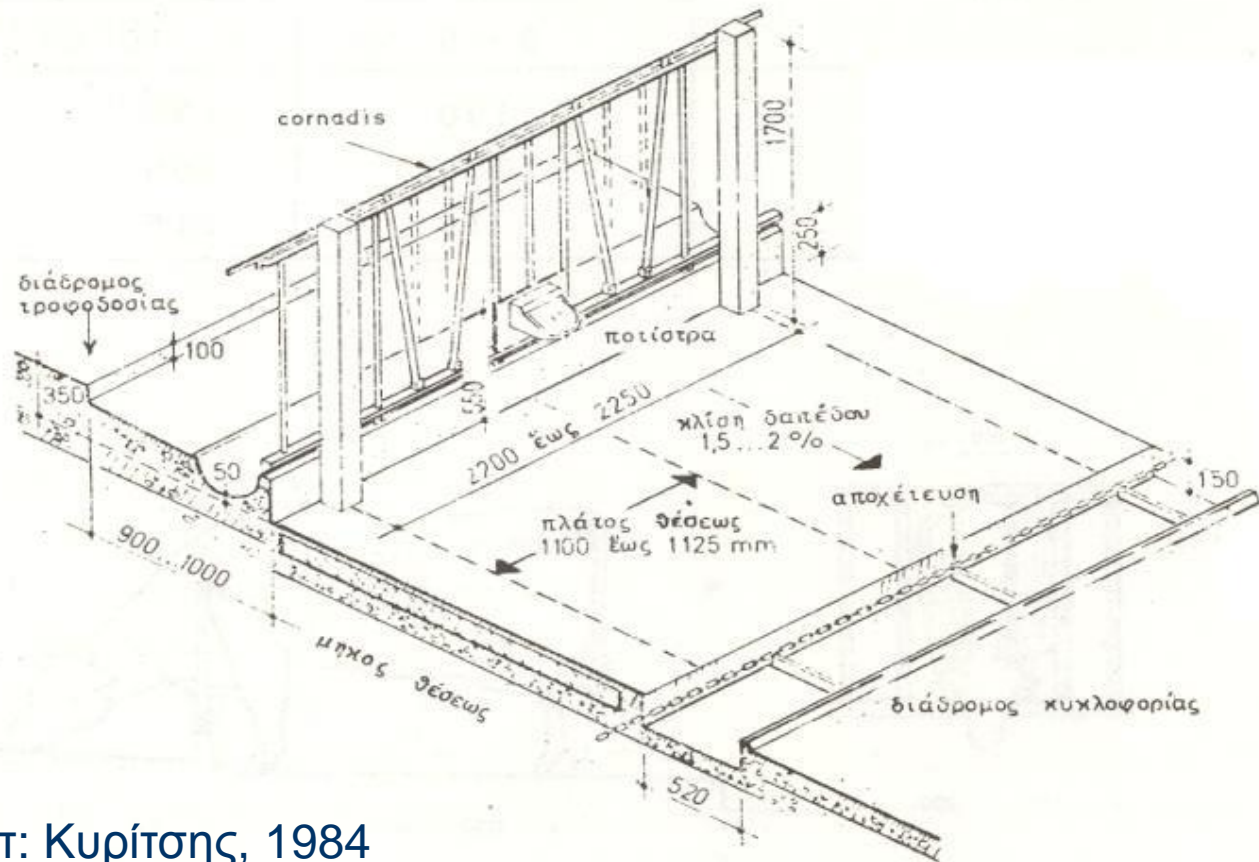 cornadis
1700
250
διάδρομος
τροφοδοσίας
100
350
ποτίστρα
550
2200 έως 2250
κλίση δαπέδου
1,5...2 %
50
150
αποχέτευση
πλάτος θέσεως
1100 έως 1125 mm
900...1000
μηκος θέσεως
διάδρομος κυκλοφορίας
520
τ: Κυρίτσης, 1984